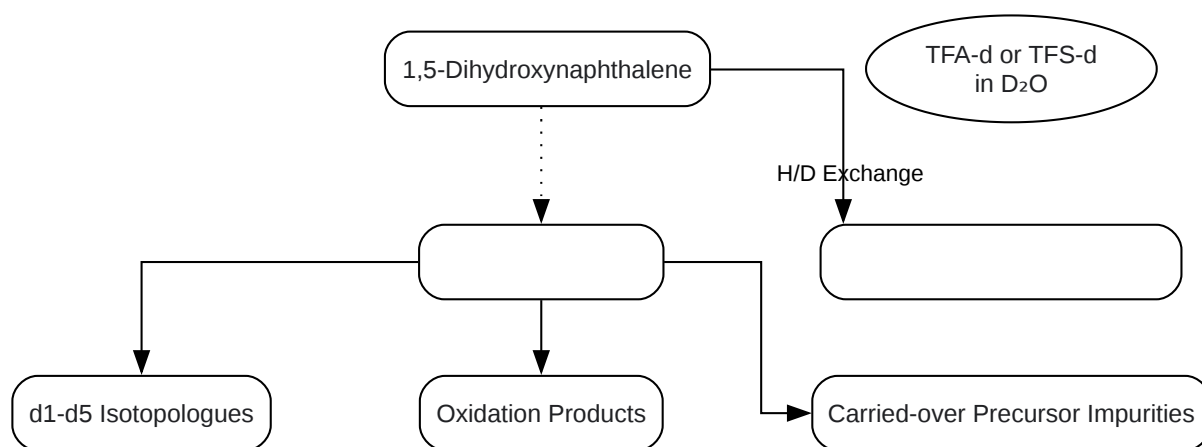 1,5-Dihydroxynaphthalene
TFA-d or TFS-d
in D₂O
H/D Exchange
d1-d5 Isotopologues
Oxidation Products
Carried-over Precursor Impurities